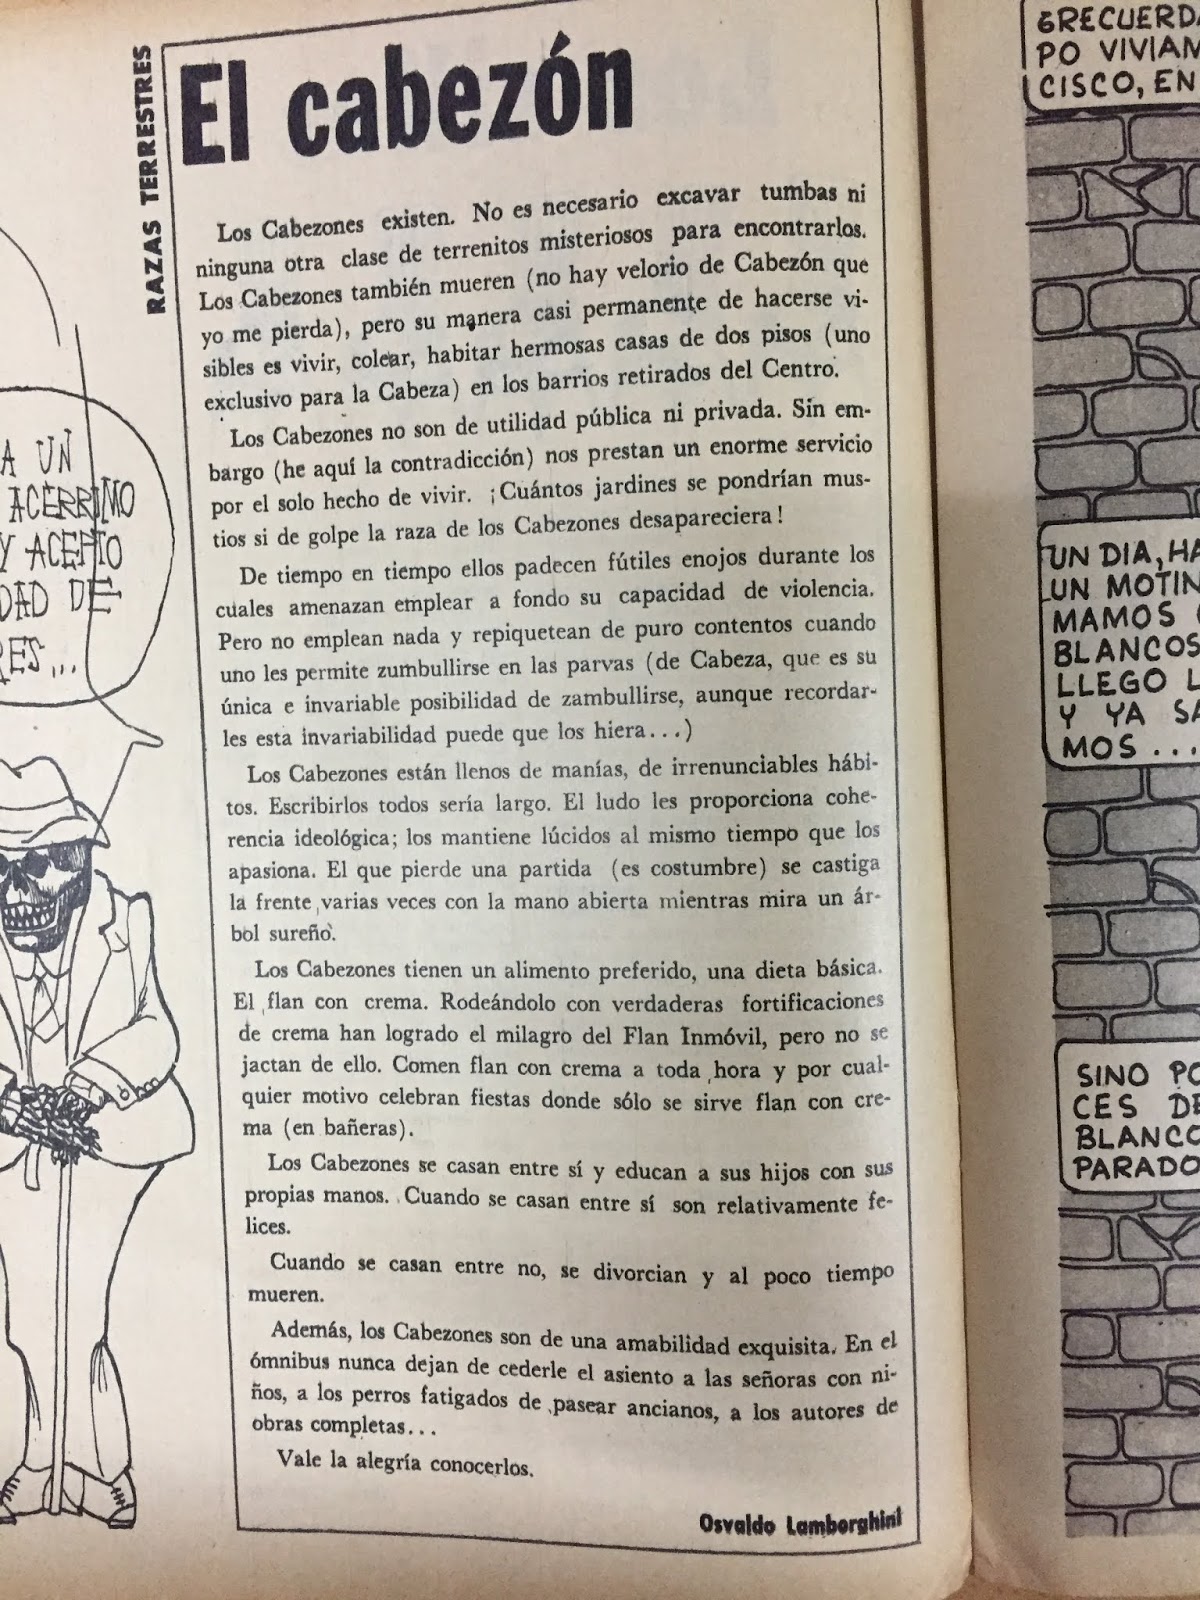 RAZAS TERRESTRES
El cabezón
Los Cabezones existen. No es necesario excavar tumbas ni
ninguna otra clase de terrenitos misteriosos para encontrarlos.
Los Cabezones también mueren (no hay velorio de Cabezón que
yo me pierda), pero su manera casi permanente de hacerse vi-
sibles es vivir, colear, habitar hermosas casas de dos pisos (uno
exclusivo para la Cabeza) en los barrios retirados del Centro.
Los Cabezones no son de utilidad pública ni privada. Sin em-
bargo (he aquí la contradicción) nos prestan un enorme servicio
por el solo hecho de vivir. ¡Cuántos jardines se pondrían mus-
tios si de golpe la raza de los Cabezones desapareciera!
De tiempo en tiempo ellos padecen fútiles enojos durante los
cuales amenazan emplear a fondo su capacidad de violencia.
Pero no emplean nada y repiquetean de puro contentos cuando
uno les permite zumbullirse en las parvas (de Cabeza, que es su
única e invariable posibilidad de zambullirse, aunque recordar-
les esta invariabilidad puede que los hiera...)
Los Cabezones están llenos de manías, de irrenunciables hábi-
tos. Escribirlos todos sería largo. El ludo les proporciona cohe-
rencia ideológica; los mantiene lúcidos al mismo tiempo que los
apasiona. El que pierde una partida (es costumbre) se castiga
la frente varias veces con la mano abierta mientras mira un ár-
bol sureño.
Los Cabezones tienen un alimento preferido, una dieta básica.
El flan con crema. Rodeándolo con verdaderas fortificaciones
de crema han logrado el milagro del Flan Inmóvil, pero no se
jactan de ello. Comen flan con crema a toda hora y por cual-
quier motivo celebran fiestas donde sólo se sirve flan con cre-
ma (en bañeras).
Los Cabezones se casan entre sí y educan a sus hijos con sus
propias manos. Cuando se casan entre sí son relativamente fe-
lices.
Cuando se casan entre no, se divorcian y al poco tiempo
mueren.
Además, los Cabezones son de una amabilidad exquisita. En el
ómnibus nunca dejan de cederle el asiento a las señoras con ni-
ños, a los perros fatigados de pasear ancianos, a los autores de
obras completas...
Vale la alegría conocerlos.
Osvaldo Lamborghini
A UN
ACERRIMO
Y ACEPTO
DAD DE
RES...
¿RECUERDA
PO VIVIAM
CISCO, EN
UN DIA, HA
UN MOTIN
MAMOS
BLANCOS
LLEGO L
Y YA SA
MOS...
SINO PO
CES DE
BLANCO
PARADO